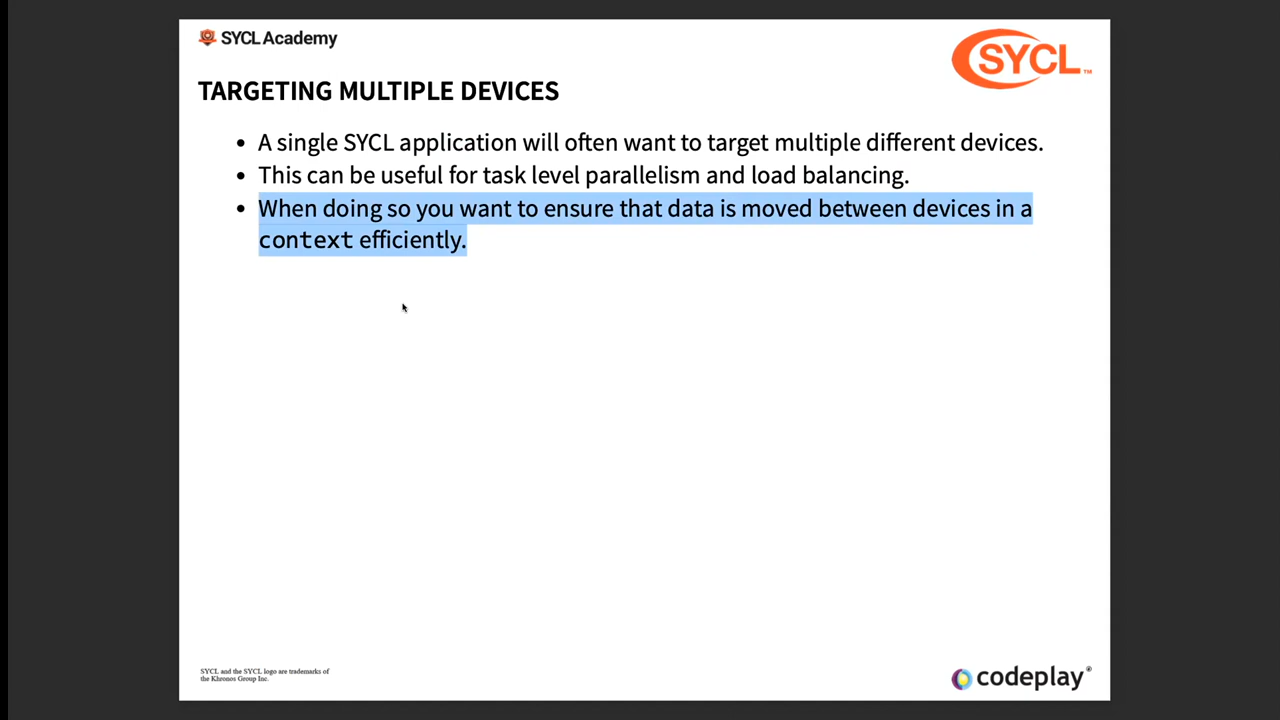 SYCL Academy
SYCL™
TARGETING MULTIPLE DEVICES
• A single SYCL application will often want to target multiple different devices.
• This can be useful for task level parallelism and load balancing.
• When doing so you want to ensure that data is moved between devices in a
context efficiently.
SYCL and the SYCL logo are trademarks of
the Khronos Group Inc.
codeplay®